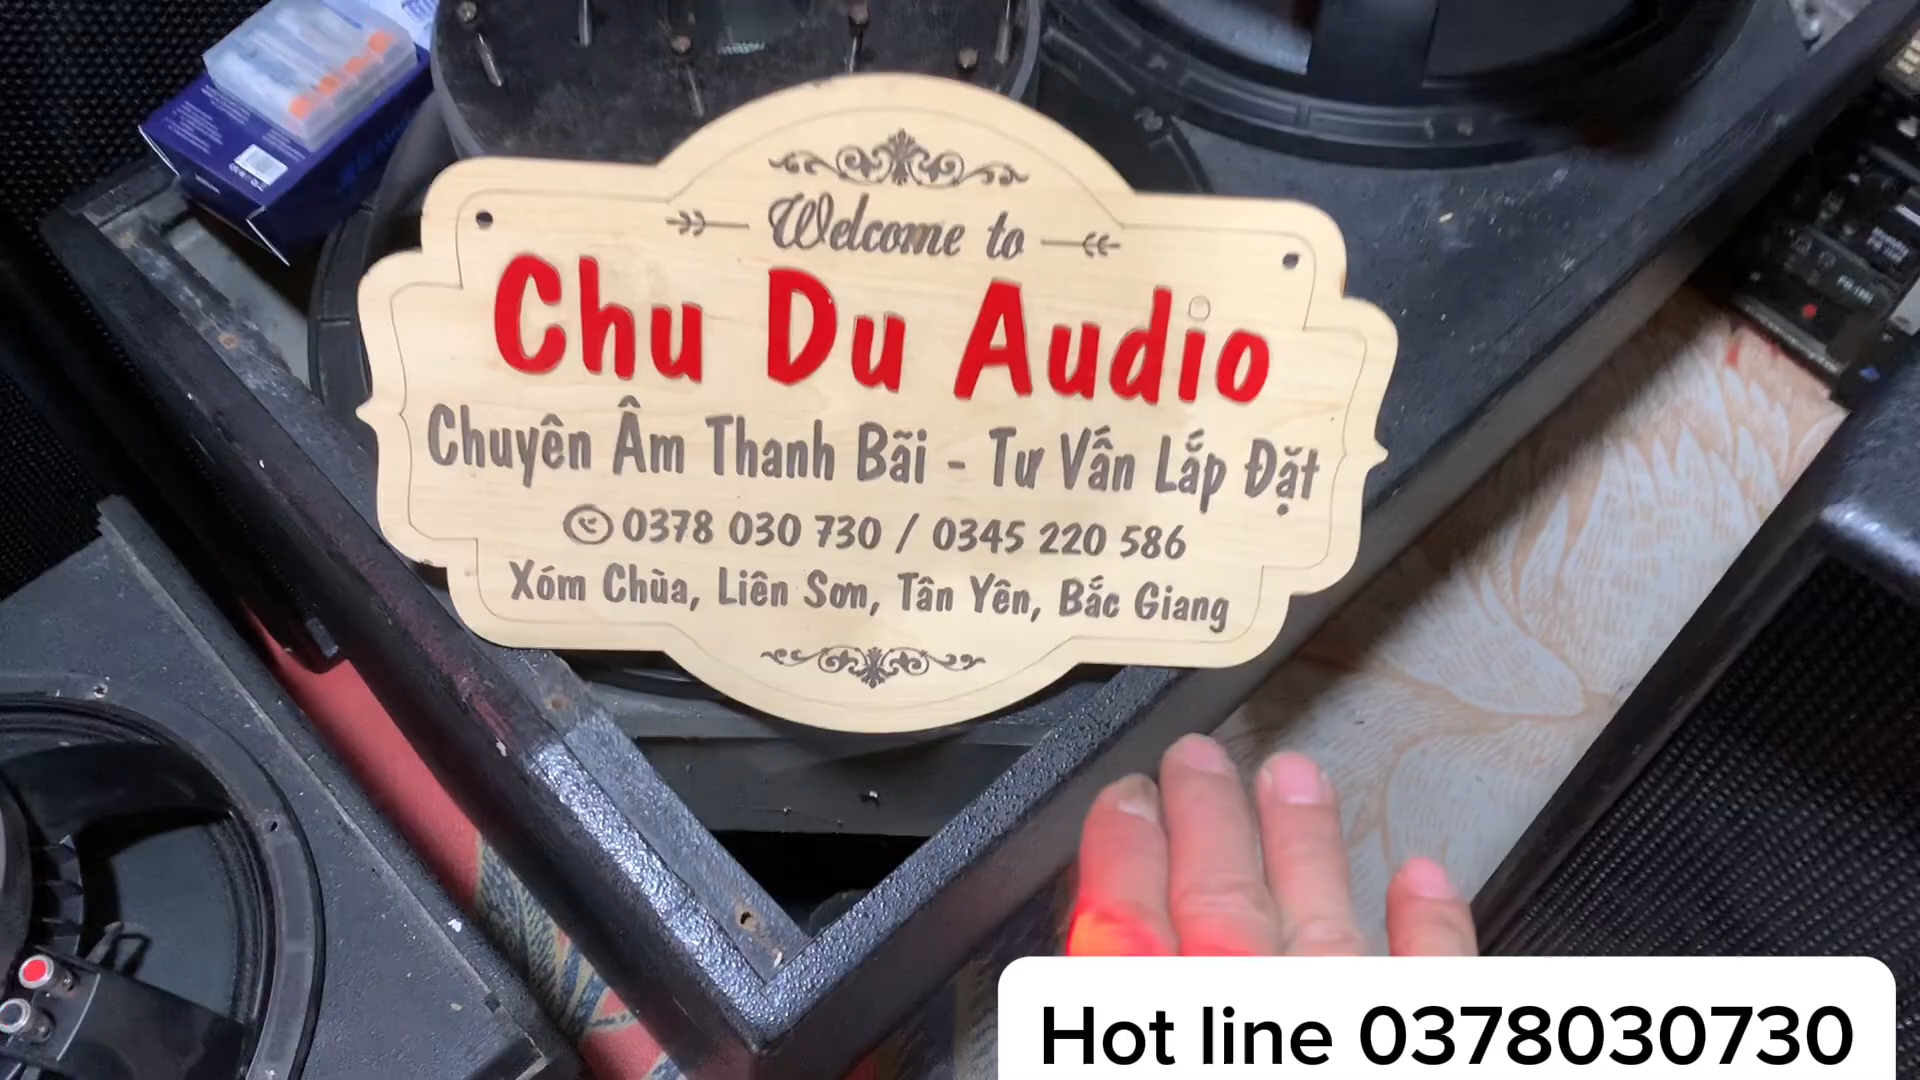 Welcome to
Chu Du Audio
Chuyên Âm Thanh Bãi - Tư Vấn Lắp Đặt
0378 030 730 / 0345 220 586
Xóm Chùa, Liên Sơn, Tân Yên, Bắc Giang
Hot line 0378030730